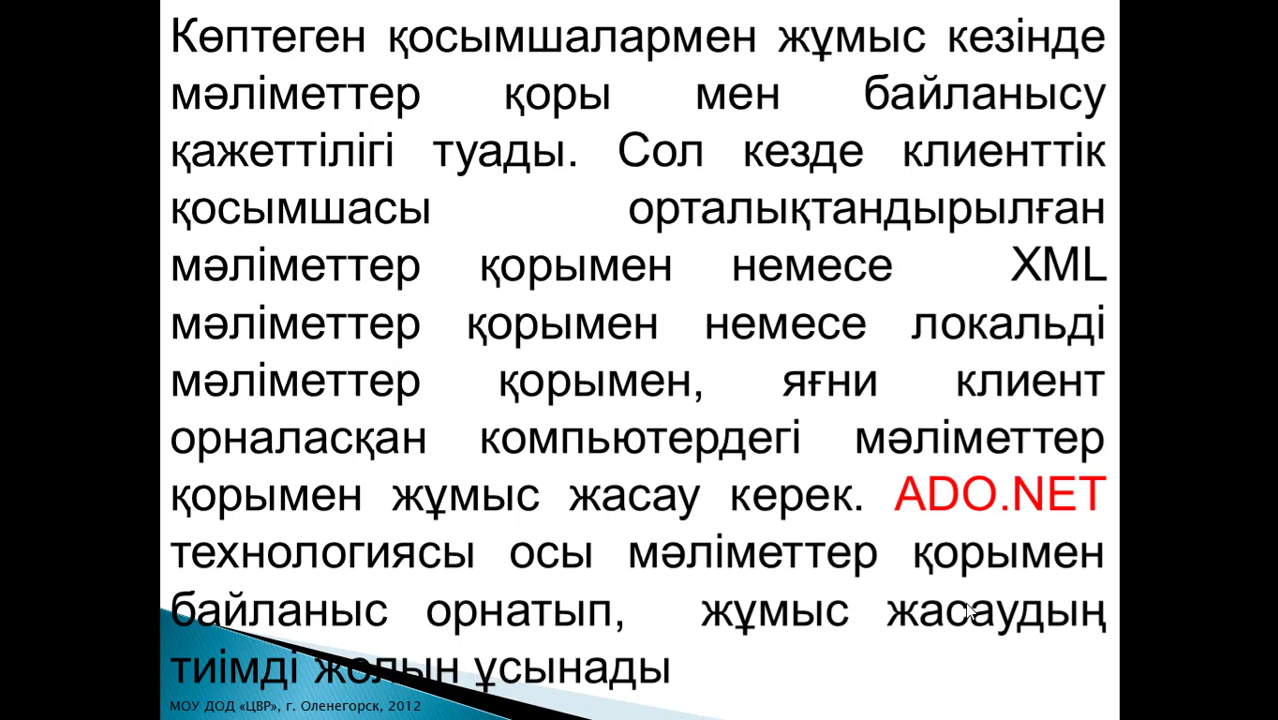 Көптеген қосымшалармен жұмыс кезінде
мәліметтер қоры мен байланысу
қажеттілігі туады. Сол кезде клиенттік
қосымшасы орталықтандырылған
мәліметтер қорымен немесе XML
мәліметтер қорымен немесе локальді
мәліметтер қорымен, яғни клиент
орналасқан компьютердегі мәліметтер
қорымен жұмыс жасау керек. ADO.NET
технологиясы осы мәліметтер қорымен
байланыс орнатып, жұмыс жасаудың
тиімді жолын ұсынады
МОУ ДОД «ЦВР», г. Оленегорск, 2012